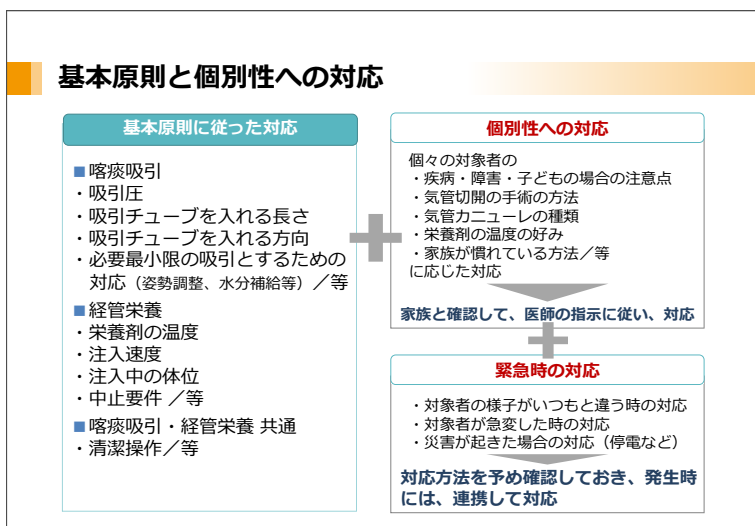 基本原則と個別性への対応
基本原則に従った対応
■喀痰吸引
・吸引圧
・吸引チューブを入れる長さ
・吸引チューブを入れる方向
・必要最小限の吸引とするための
対応（姿勢調整、水分補給等）／等
■経管栄養
・栄養剤の温度
・注入速度
・注入中の体位
・中止要件 ／等
■喀痰吸引・経管栄養 共通
・清潔操作／等
個別性への対応
個々の対象者の
・疾病・障害・子どもの場合の注意点
・気管切開の手術の方法
・気管カニューレの種類
・栄養剤の温度の好み
・家族が慣れている方法／等
に応じた対応
家族と確認して、医師の指示に従い、対応
緊急時の対応
・対象者の様子がいつもと違う時の対応
・対象者が急変した時の対応
・災害が起きた場合の対応（停電など）
対応方法を予め確認しておき、発生時
には、連携して対応